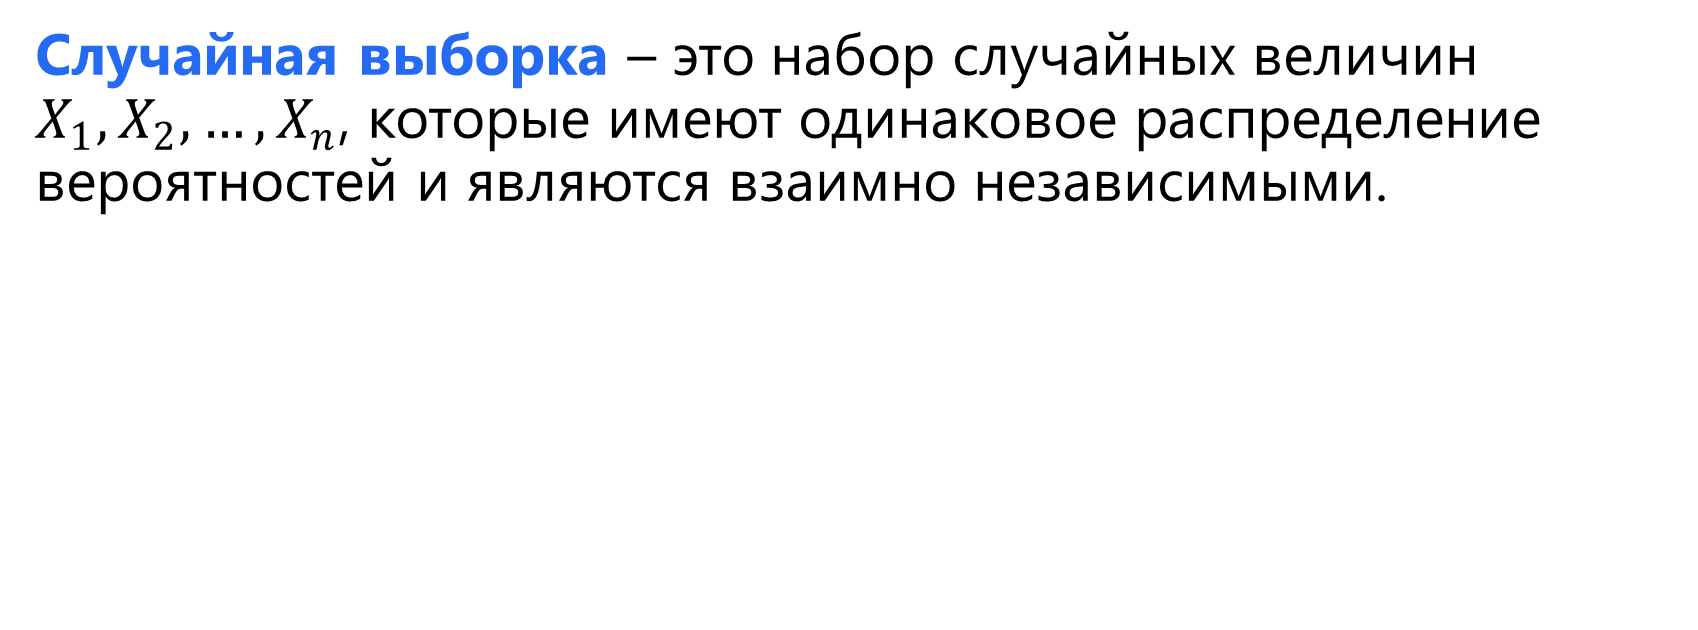 Случайная выборка – это набор случайных величин
X₁, X₂, … , Xₙ, которые имеют одинаковое распределение
вероятностей и являются взаимно независимыми.